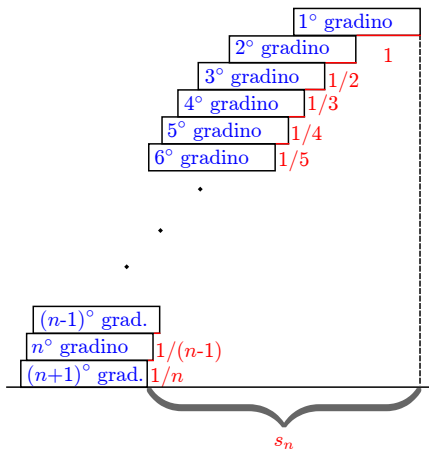 1° gradino
2° gradino 1
3° gradino 1/2
4° gradino 1/3
5° gradino 1/4
6° gradino 1/5
(n-1)° grad.
n° gradino 1/(n-1)
(n+1)° grad. 1/n
sₙ